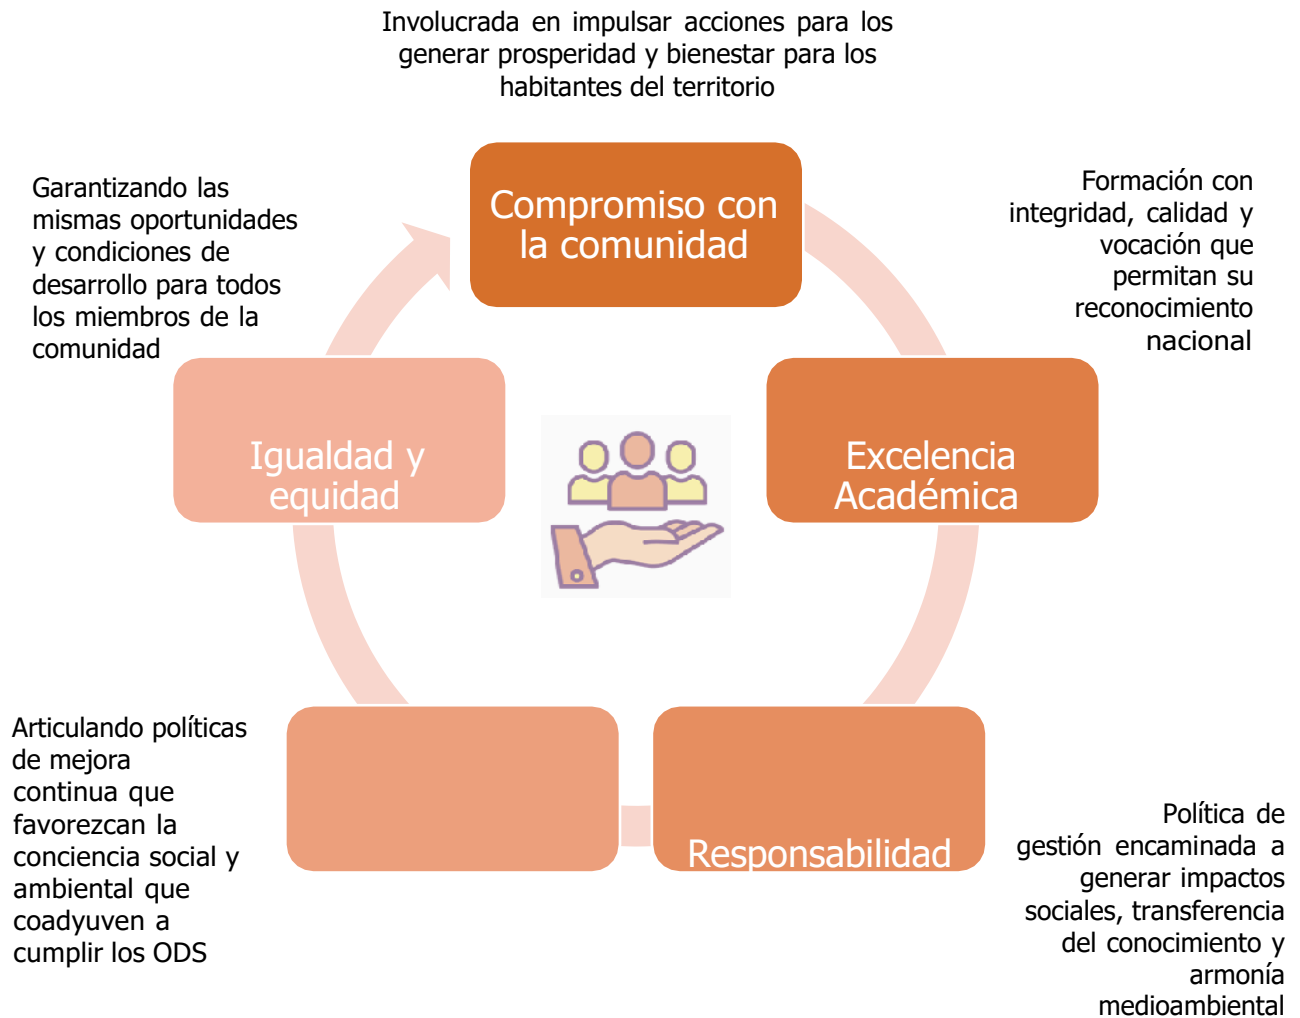 Involucrada en impulsar acciones para los
generar prosperidad y bienestar para los
habitantes del territorio
Compromiso con
la comunidad
Garantizando las
mismas oportunidades
y condiciones de
desarrollo para todos
los miembros de la
comunidad
Formación con
integridad, calidad y
vocación que
permitan su
reconocimiento
nacional
Igualdad y
equidad
Excelencia
Académica
Articulando políticas
de mejora
continua que
favorezcan la
conciencia social y
ambiental que
coadyuven a
cumplir los ODS
Responsabilidad
Política de
gestión encaminada a
generar impactos
sociales, transferencia
del conocimiento y
armonía
medioambiental